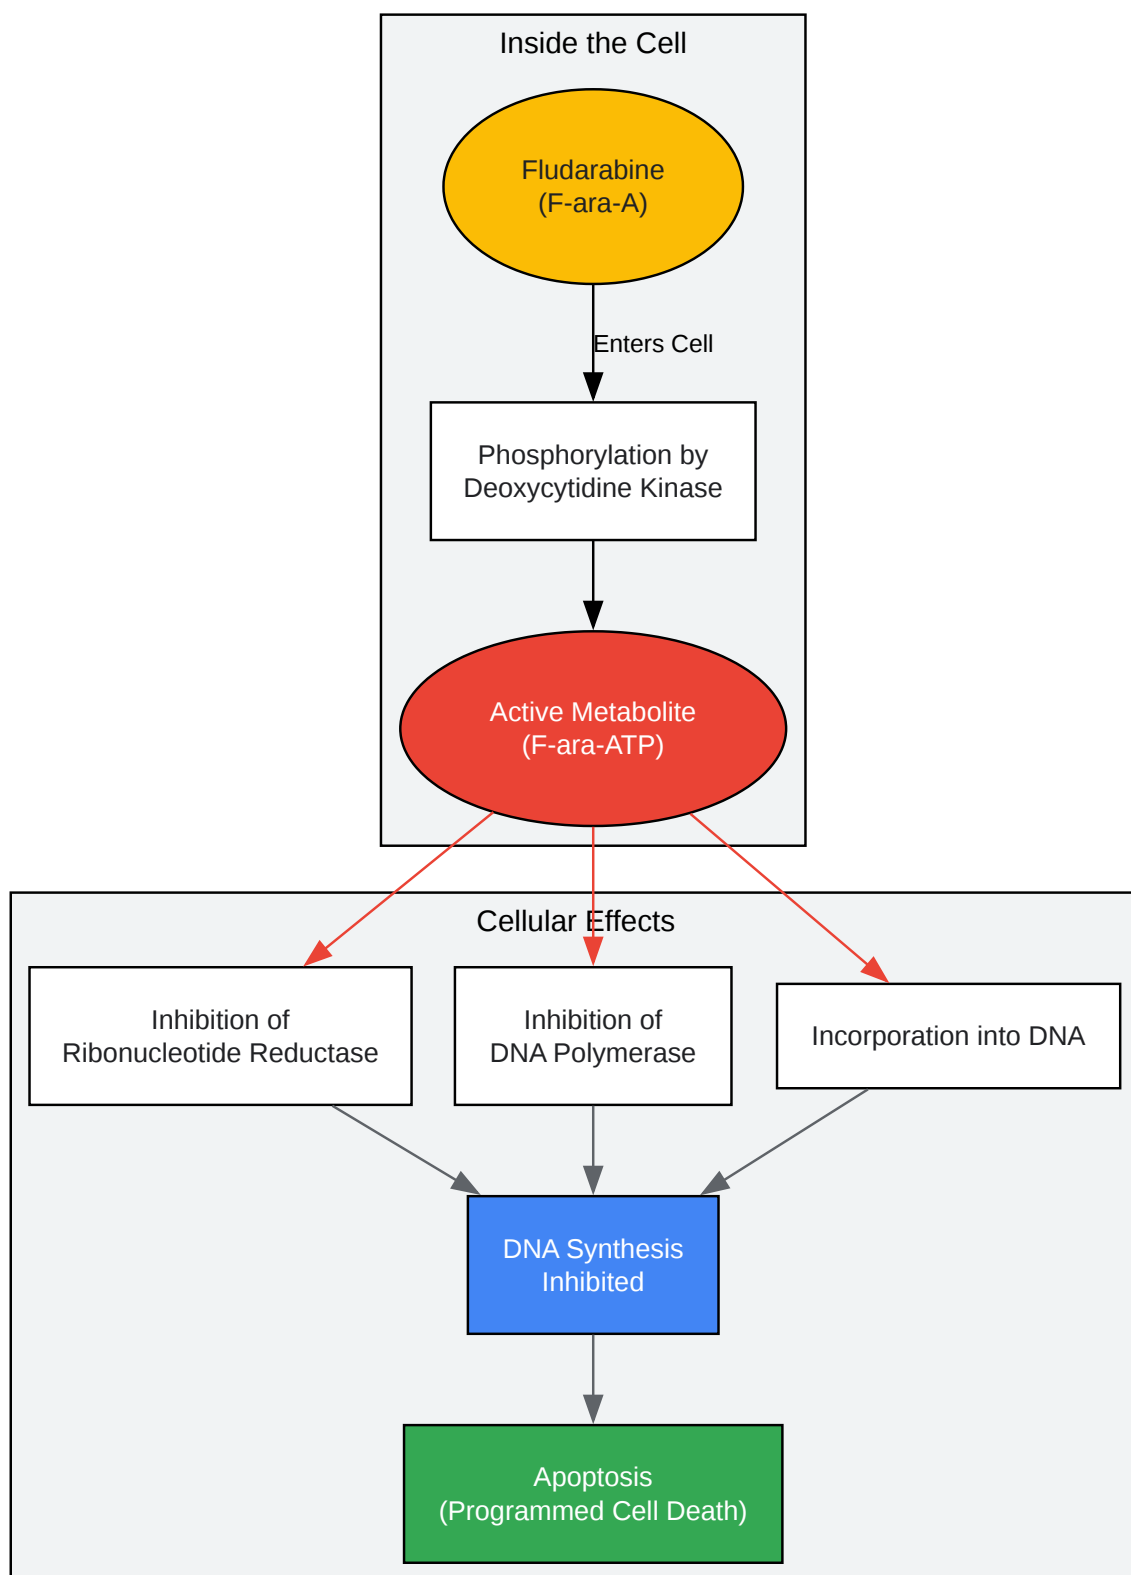 Inside the Cell
Fludarabine
(F-ara-A)
Enters Cell
Phosphorylation by
Deoxycytidine Kinase
Active Metabolite
(F-ara-ATP)
Cellular Effects
Inhibition of
Ribonucleotide Reductase
Inhibition of
DNA Polymerase
Incorporation into DNA
DNA Synthesis
Inhibited
Apoptosis
(Programmed Cell Death)